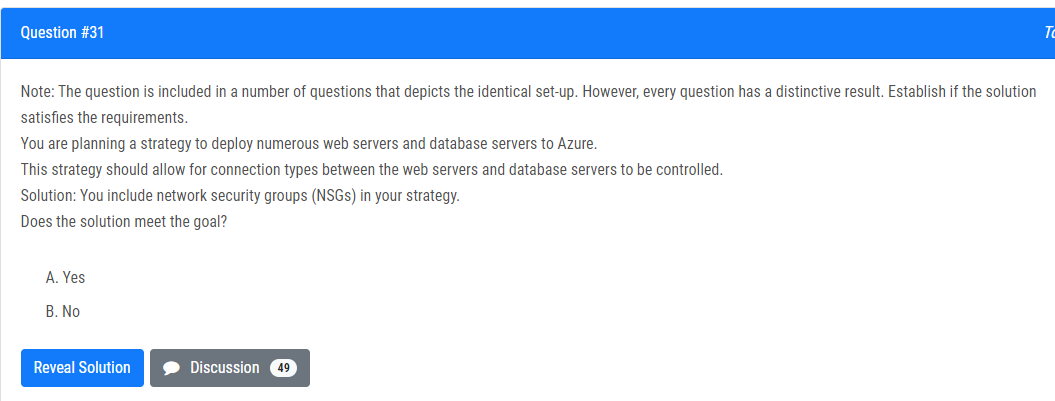 Question #31
Note: The question is included in a number of questions that depicts the identical set-up. However, every question has a distinctive result. Establish if the solution
satisfies the requirements.
You are planning a strategy to deploy numerous web servers and database servers to Azure.
This strategy should allow for connection types between the web servers and database servers to be controlled.
Solution: You include network security groups (NSGs) in your strategy.
Does the solution meet the goal?
A. Yes
B. No
Reveal Solution Discussion 49